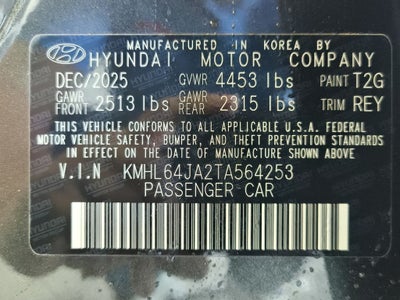 MANUFACTURED IN KOREA BY
HYUNDAI MOTOR COMPANY
DEC/2025 GVWR 4453 lbs PAINT T2G
GAWR FRONT 2513 lbs GAWR REAR 2315 lbs TRIM REY
THIS VEHICLE CONFORMS TO ALL APPLICABLE U.S.A. FEDERAL
MOTOR VEHICLE SAFETY, BUMPER, AND THEFT PREVENTION STANDARDS
IN EFFECT ON THE DATE OF MANUFACTURE SHOWN ABOVE.
V.I.N KMHL64JA2TA564253
PASSENGER CAR